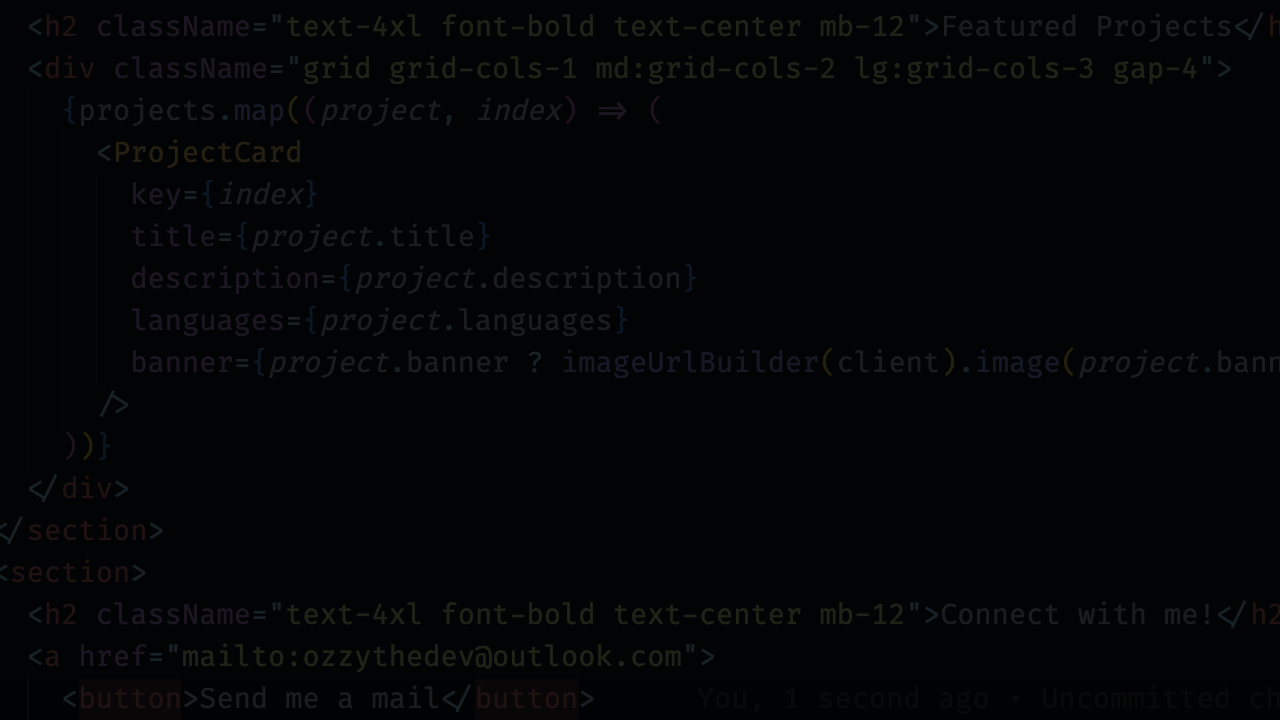 <h2 className="text-4xl font-bold text-center mb-12">Featured Projects</h
<div className="grid grid-cols-1 md:grid-cols-2 lg:grid-cols-3 gap-4">
{projects.map((project, index) => (
<ProjectCard
key={index}
title={project.title}
description={project.description}
languages={project.languages}
banner={project.banner ? imageUrlBuilder(client).image(project.bann
/>
))}
</div>
</section>
<section>
<h2 className="text-4xl font-bold text-center mb-12">Connect with me!</h2
<a href="mailto:ozzythedev@outlook.com">
<button>Send me a mail</button> You, 1 second ago • Uncommitted ch